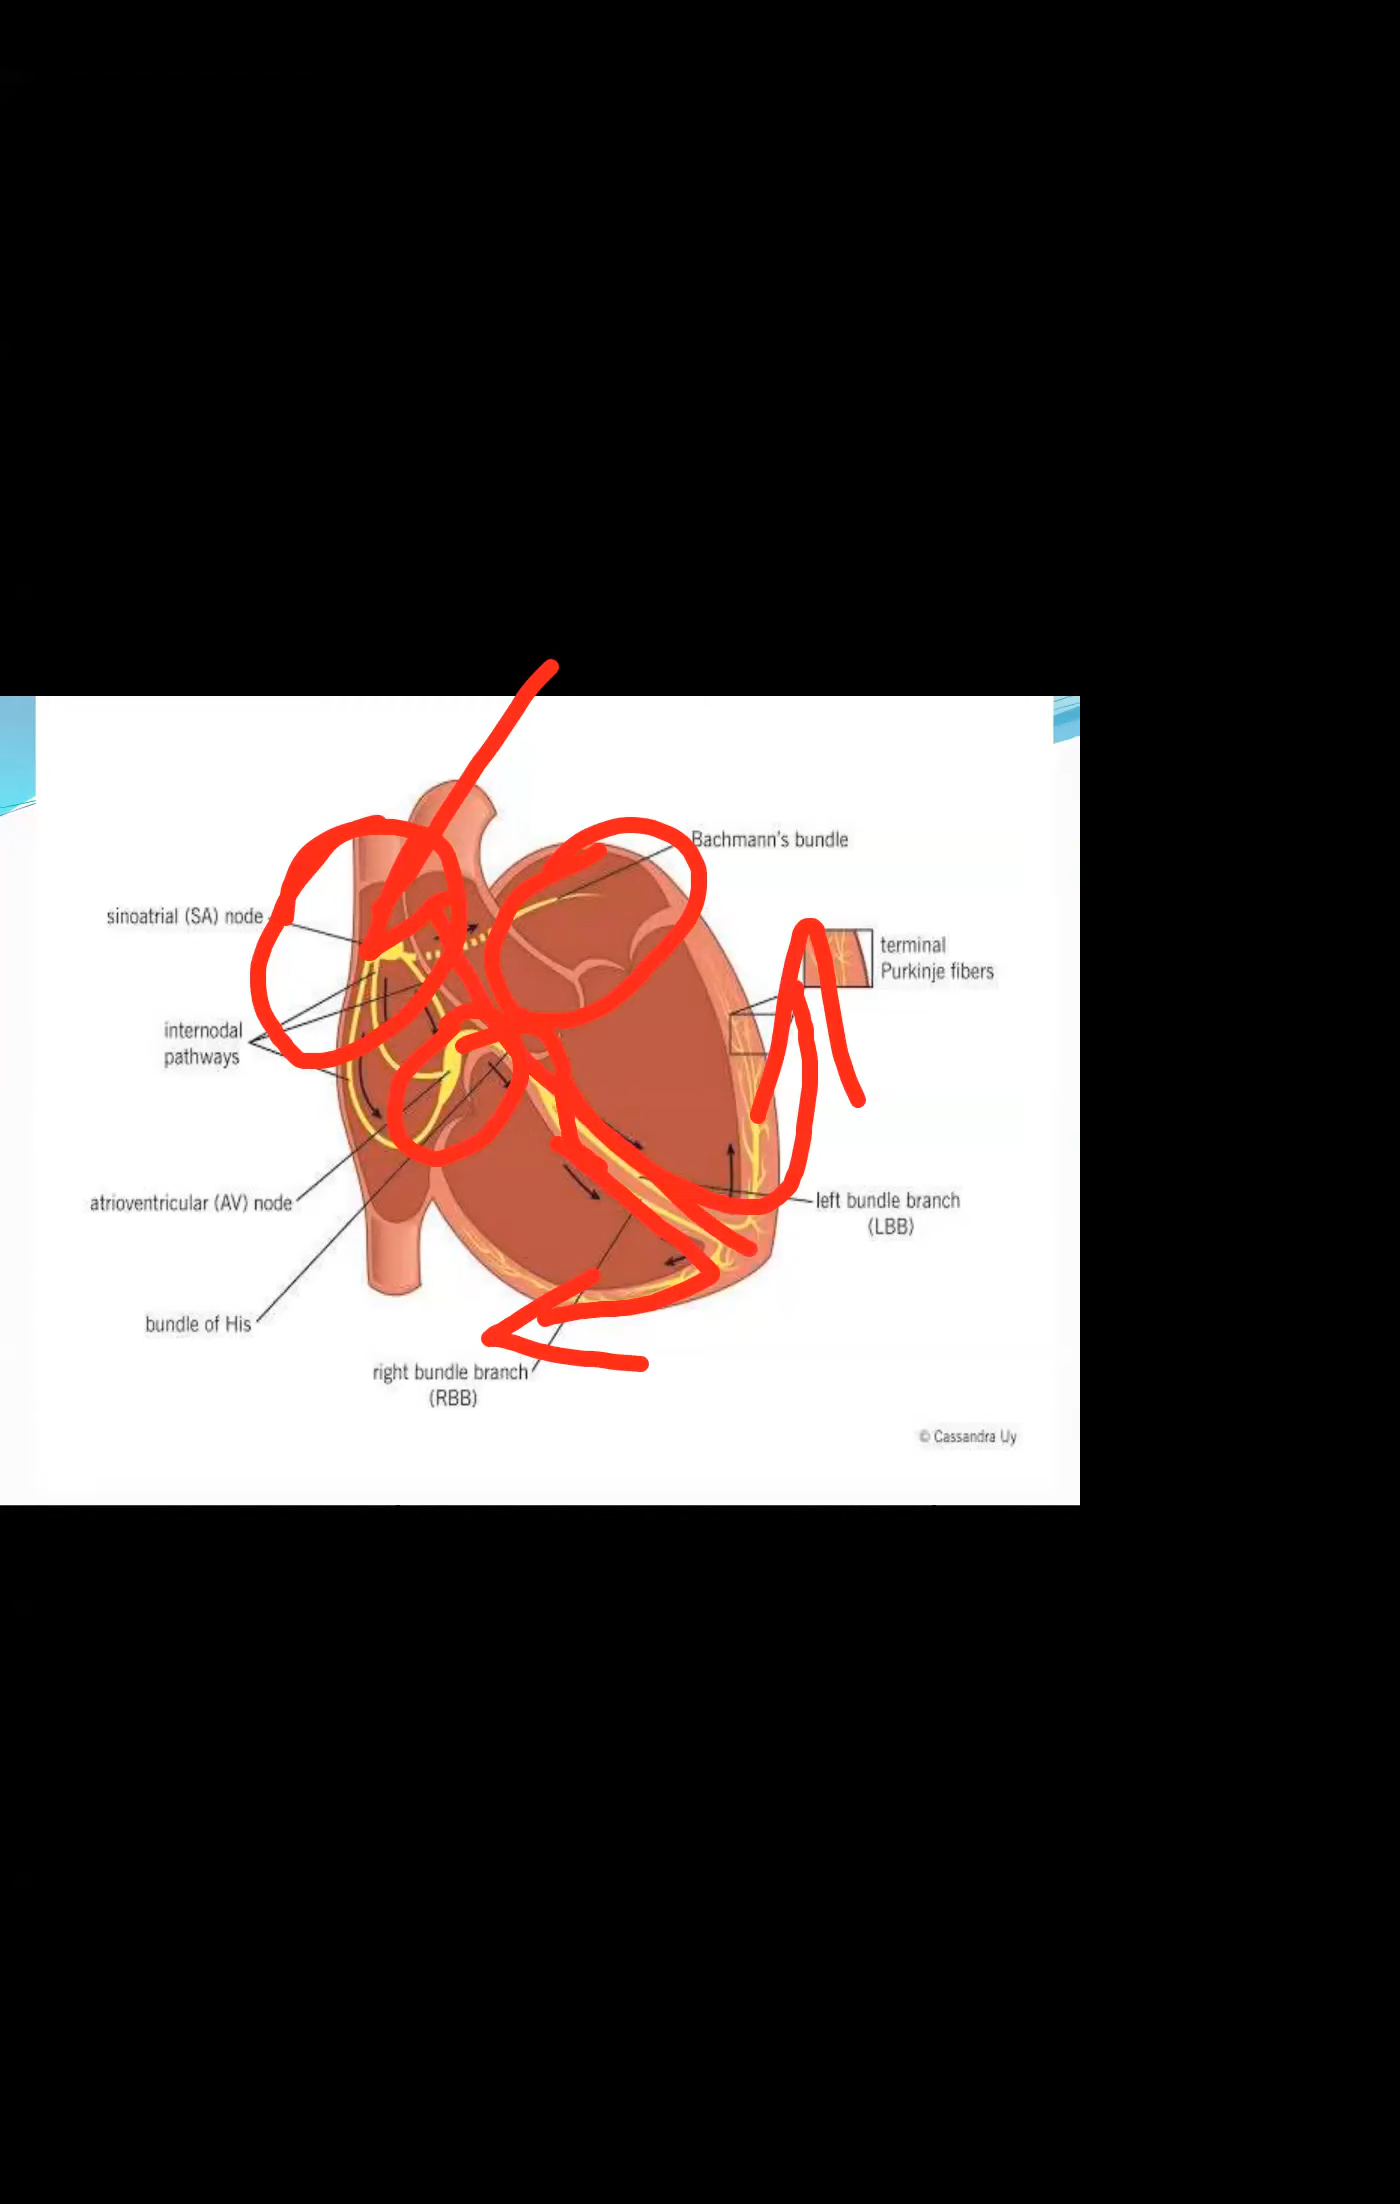 Bachmann's bundle
sinoatrial (SA) node
terminal
Purkinje fibers
internodal
pathways
atrioventricular (AV) node
left bundle branch
(LBB)
bundle of His
right bundle branch
(RBB)
© Cassandra Uy